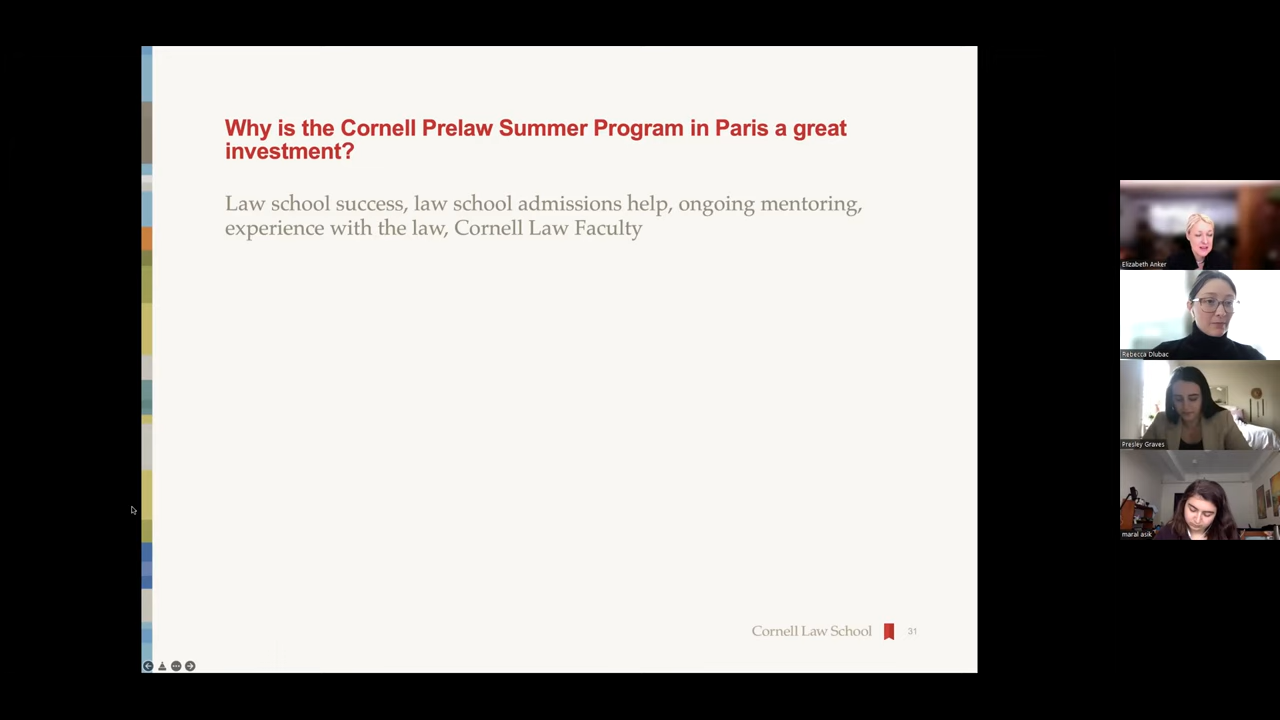 Why is the Cornell Prelaw Summer Program in Paris a great
investment?
Law school success, law school admissions help, ongoing mentoring,
experience with the law, Cornell Law Faculty
Cornell Law School
31
Elizabeth Anker
Rebecca Dlubac
Presley Graves
maral asik